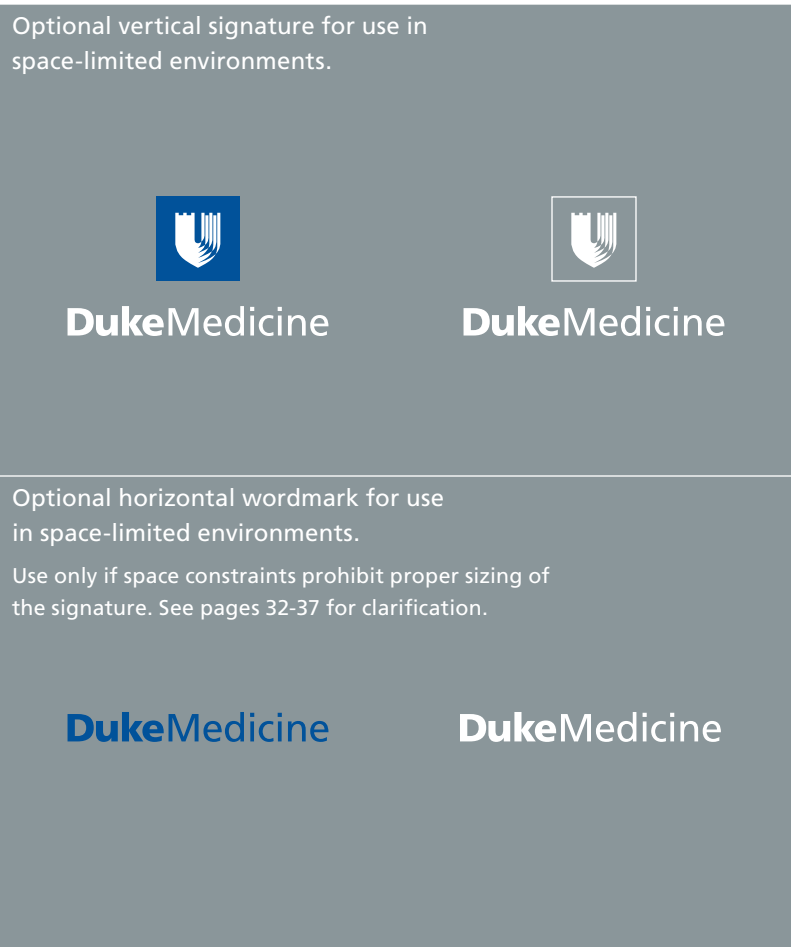 Optional vertical signature for use in
space-limited environments.
DukeMedicine DukeMedicine
Optional horizontal wordmark for use
in space-limited environments.
Use only if space constraints prohibit proper sizing of
the signature. See pages 32-37 for clarification.
DukeMedicine DukeMedicine